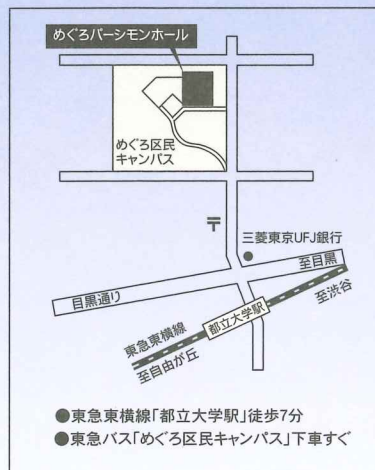 めぐろパーシモンホール
めぐろ区民
キャンパス
〒
三菱東京UFJ銀行
至目黒
目黒通り
至渋谷
都立大学駅
東急東横線
至自由が丘
●東急東横線「都立大学駅」徒歩7分
●東急バス「めぐろ区民キャンパス」下車すぐ